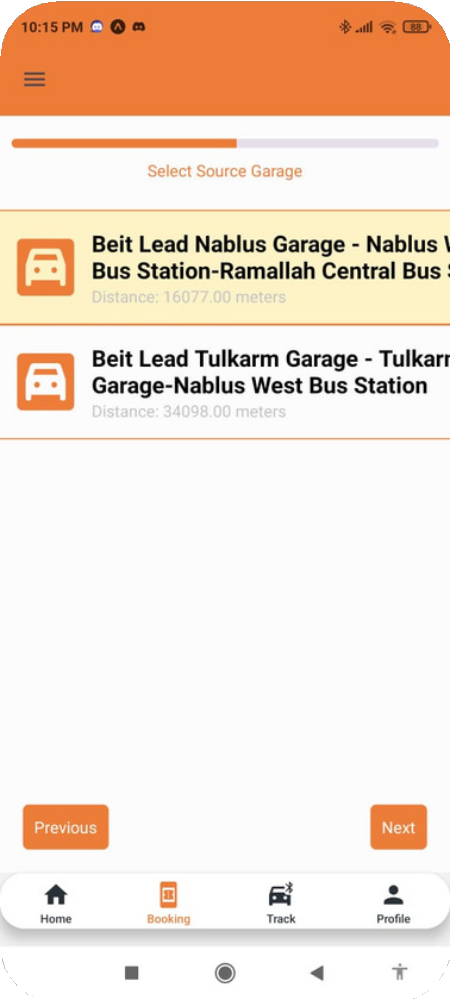 10:15 PM
88
Select Source Garage
Beit Lead Nablus Garage - Nablus
Bus Station-Ramallah Central Bus
Distance: 16077.00 meters
Beit Lead Tulkarm Garage - Tulkarm
Garage-Nablus West Bus Station
Distance: 34098.00 meters
Previous
Next
Home
Booking
Track
Profile